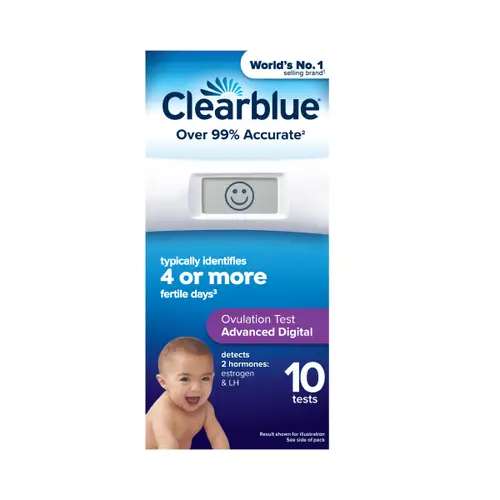 World's No. 1
selling brand¹
Clearblue®
Over 99% Accurate²
typically identifies
4 or more
fertile days³
Ovulation Test
Advanced Digital
detects
2 hormones:
estrogen
& LH
10
tests
Result shown for illustration
See side of pack